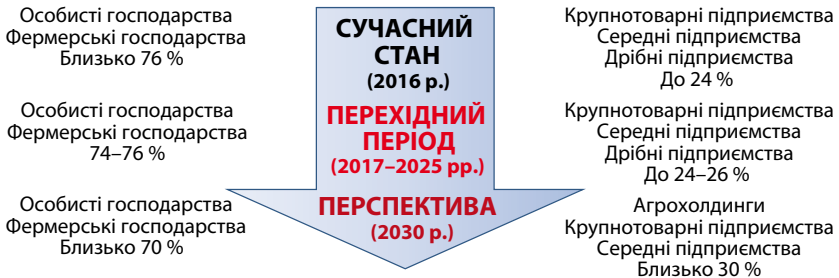 Особисті господарства
Фермерські господарства
Близько 76 %
СУЧАСНИЙ
СТАН
(2016 р.)
Крупнотоварні підприємства
Середні підприємства
Дрібні підприємства
До 24 %
Особисті господарства
Фермерські господарства
74–76 %
ПЕРЕХІДНИЙ
ПЕРІОД
(2017–2025 рр.)
Крупнотоварні підприємства
Середні підприємства
Дрібні підприємства
До 24–26 %
Особисті господарства
Фермерські господарства
Близько 70 %
ПЕРСПЕКТИВА
(2030 р.)
Агрохолдинги
Крупнотоварні підприємства
Середні підприємства
Близько 30 %